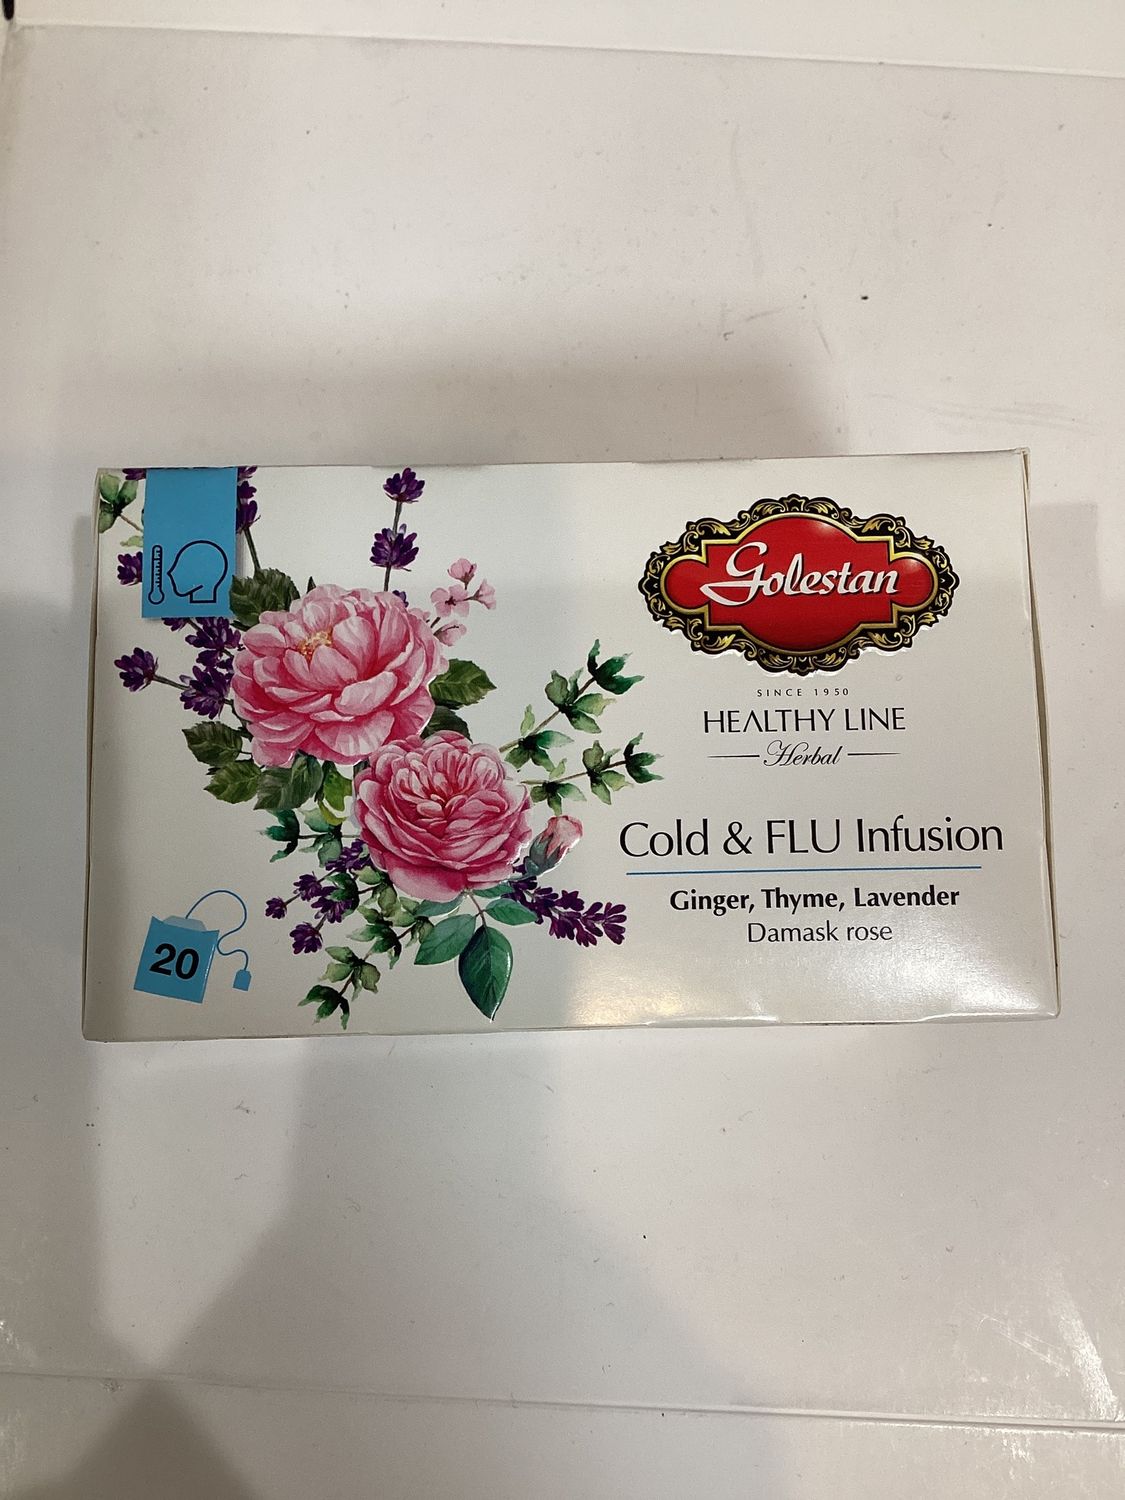 Golestan
SINCE 1950
HEALTHY LINE
Herbal
Cold & FLU Infusion
Ginger, Thyme, Lavender
Damask rose
20